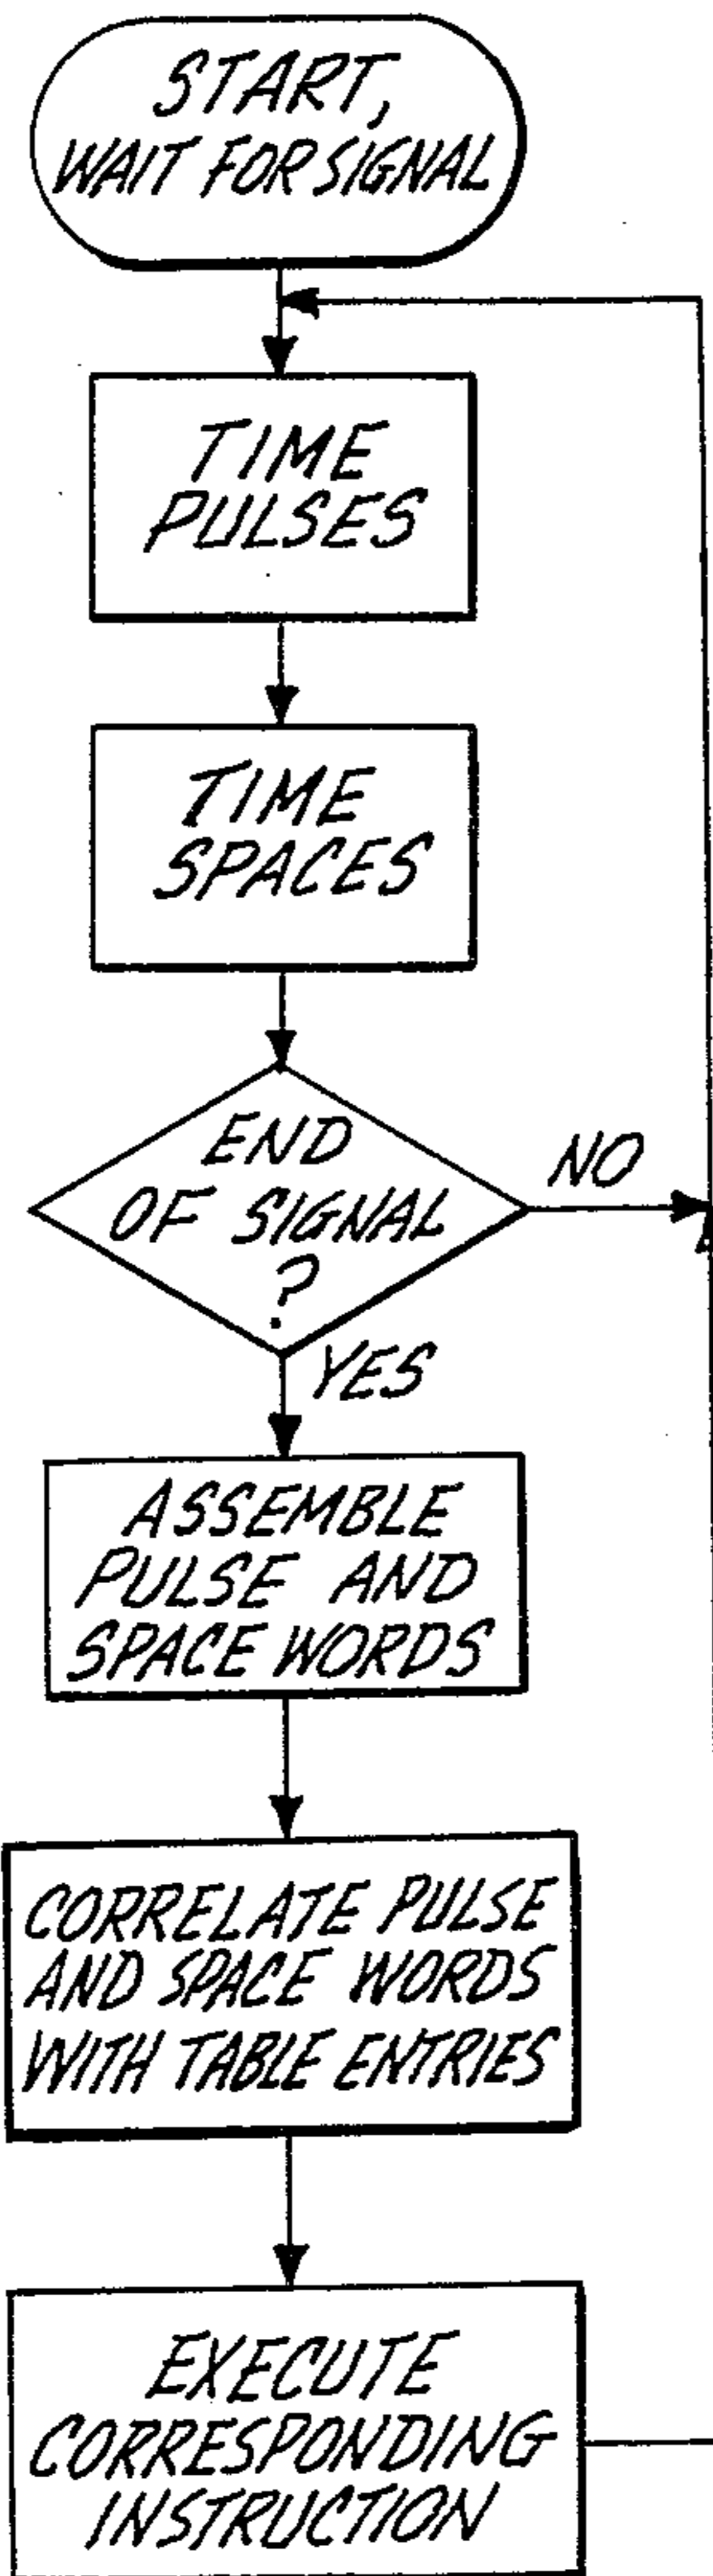 START,
WAIT FOR SIGNAL
TIME
PULSES
TIME
SPACES
END
OF SIGNAL
?
NO
YES
ASSEMBLE
PULSE AND
SPACE WORDS
CORRELATE PULSE
AND SPACE WORDS
WITH TABLE ENTRIES
EXECUTE
CORRESPONDING
INSTRUCTION